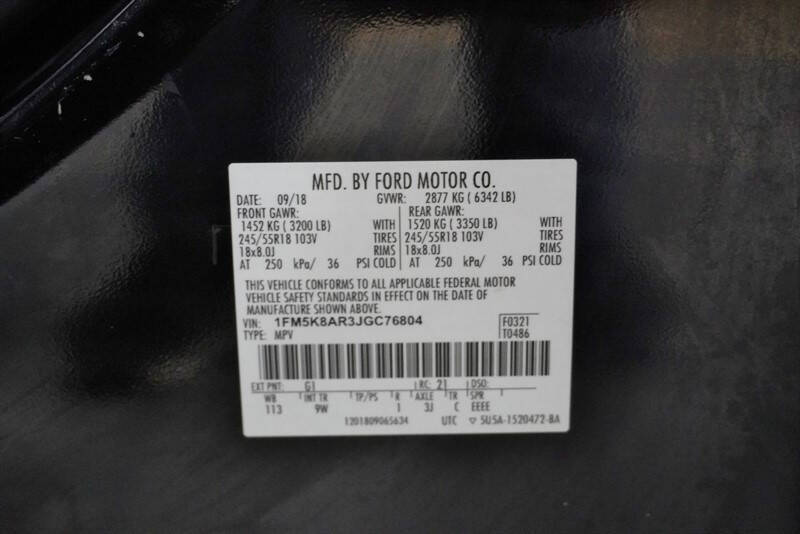 MFD. BY FORD MOTOR CO.
DATE: 09/18 GVWR: 2877 KG ( 6342 LB)
FRONT GAWR: REAR GAWR:
1452 KG ( 3200 LB) WITH 1520 KG ( 3350 LB) WITH
245/55R18 103V TIRES 245/55R18 103V TIRES
18x8.0J RIMS 18x8.0J RIMS
AT 250 kPa/ 36 PSI COLD AT 250 kPa/ 36 PSI COLD
THIS VEHICLE CONFORMS TO ALL APPLICABLE FEDERAL MOTOR
VEHICLE SAFETY STANDARDS IN EFFECT ON THE DATE OF
MANUFACTURE SHOWN ABOVE.
VIN: 1FM5K8AR3JGC76804 F0321
TYPE: MPV T0486
EXT PNT: G1 RC: 21 DSO:
WB INT TR TP/PS R AXLE TR SPR
113 9W I 3J C EEEE
1201809065634 UTC ▽ 5U5A-1520472-BA